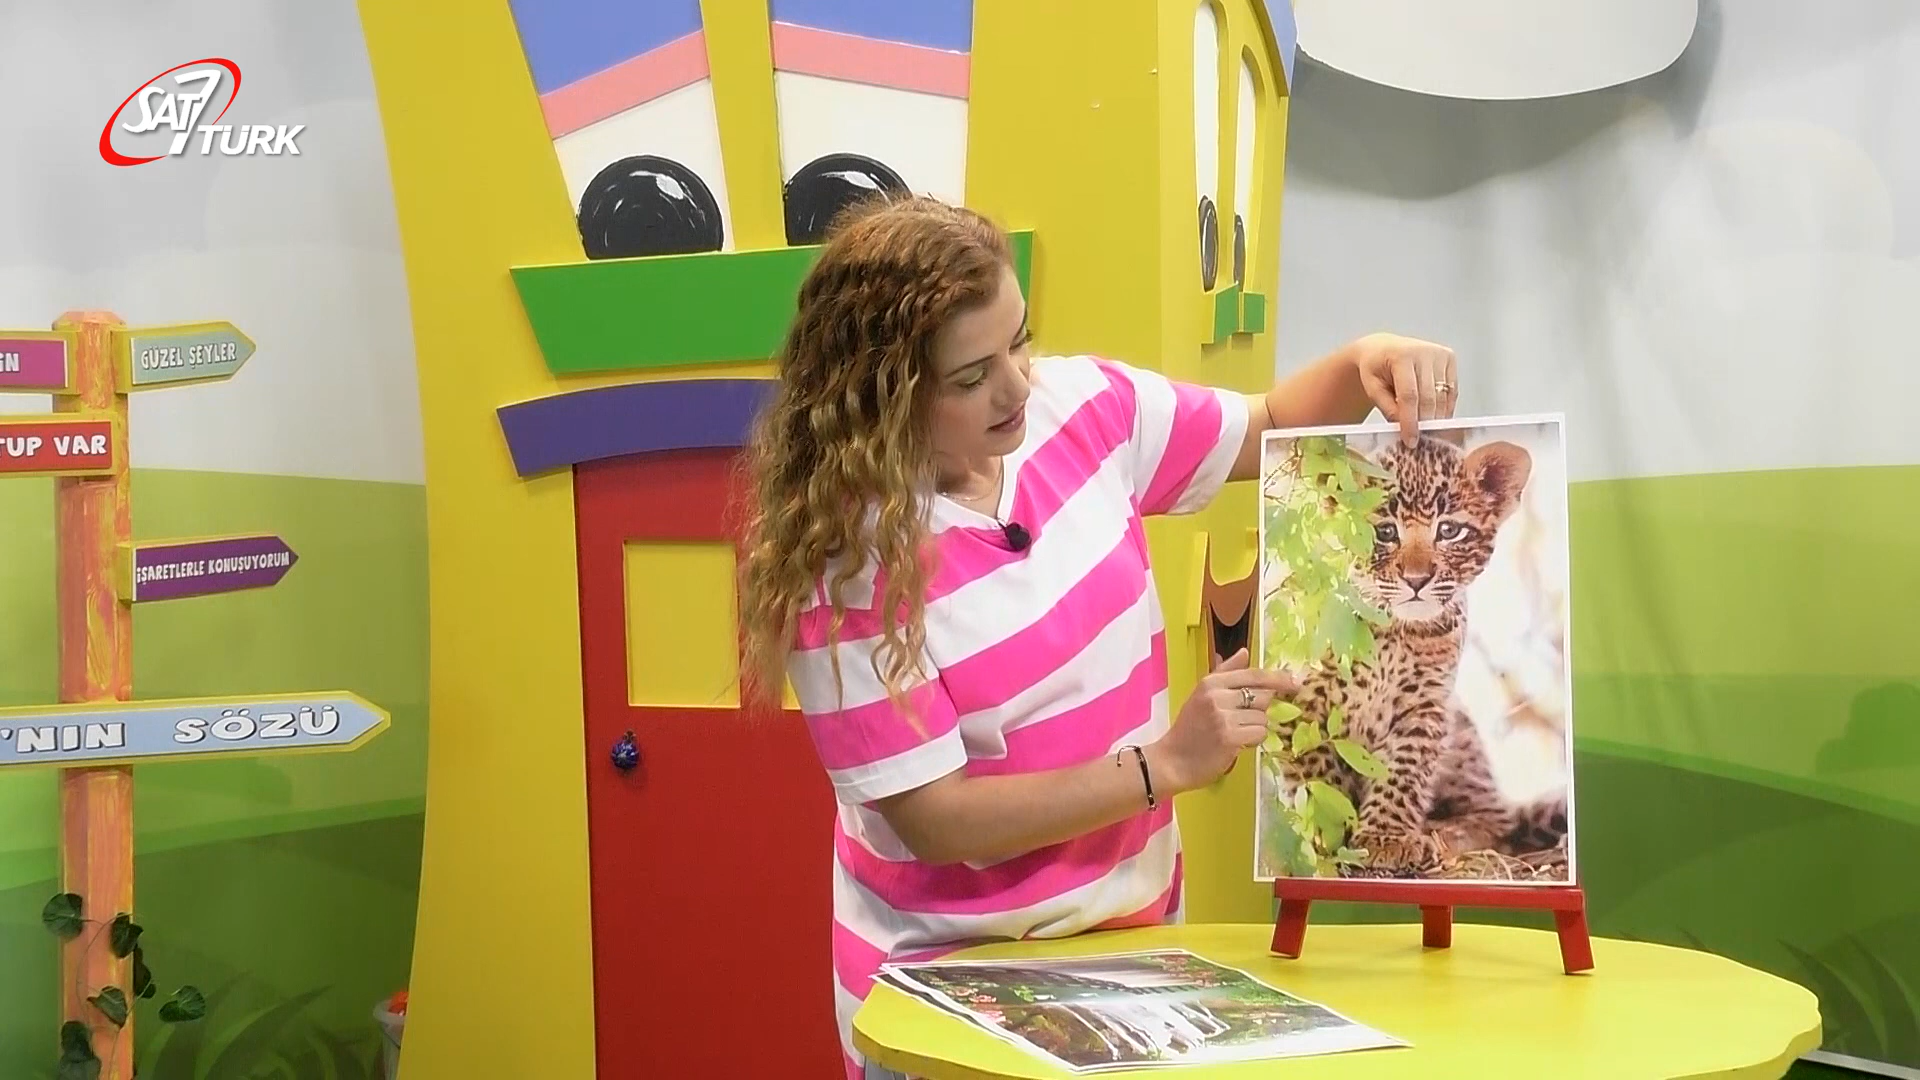 SAT7
TÜRK
GÜZEL ŞEYLER
TUP VAR
İŞARETLERLE KONUŞUYORUM
'NIN SÖZÜ